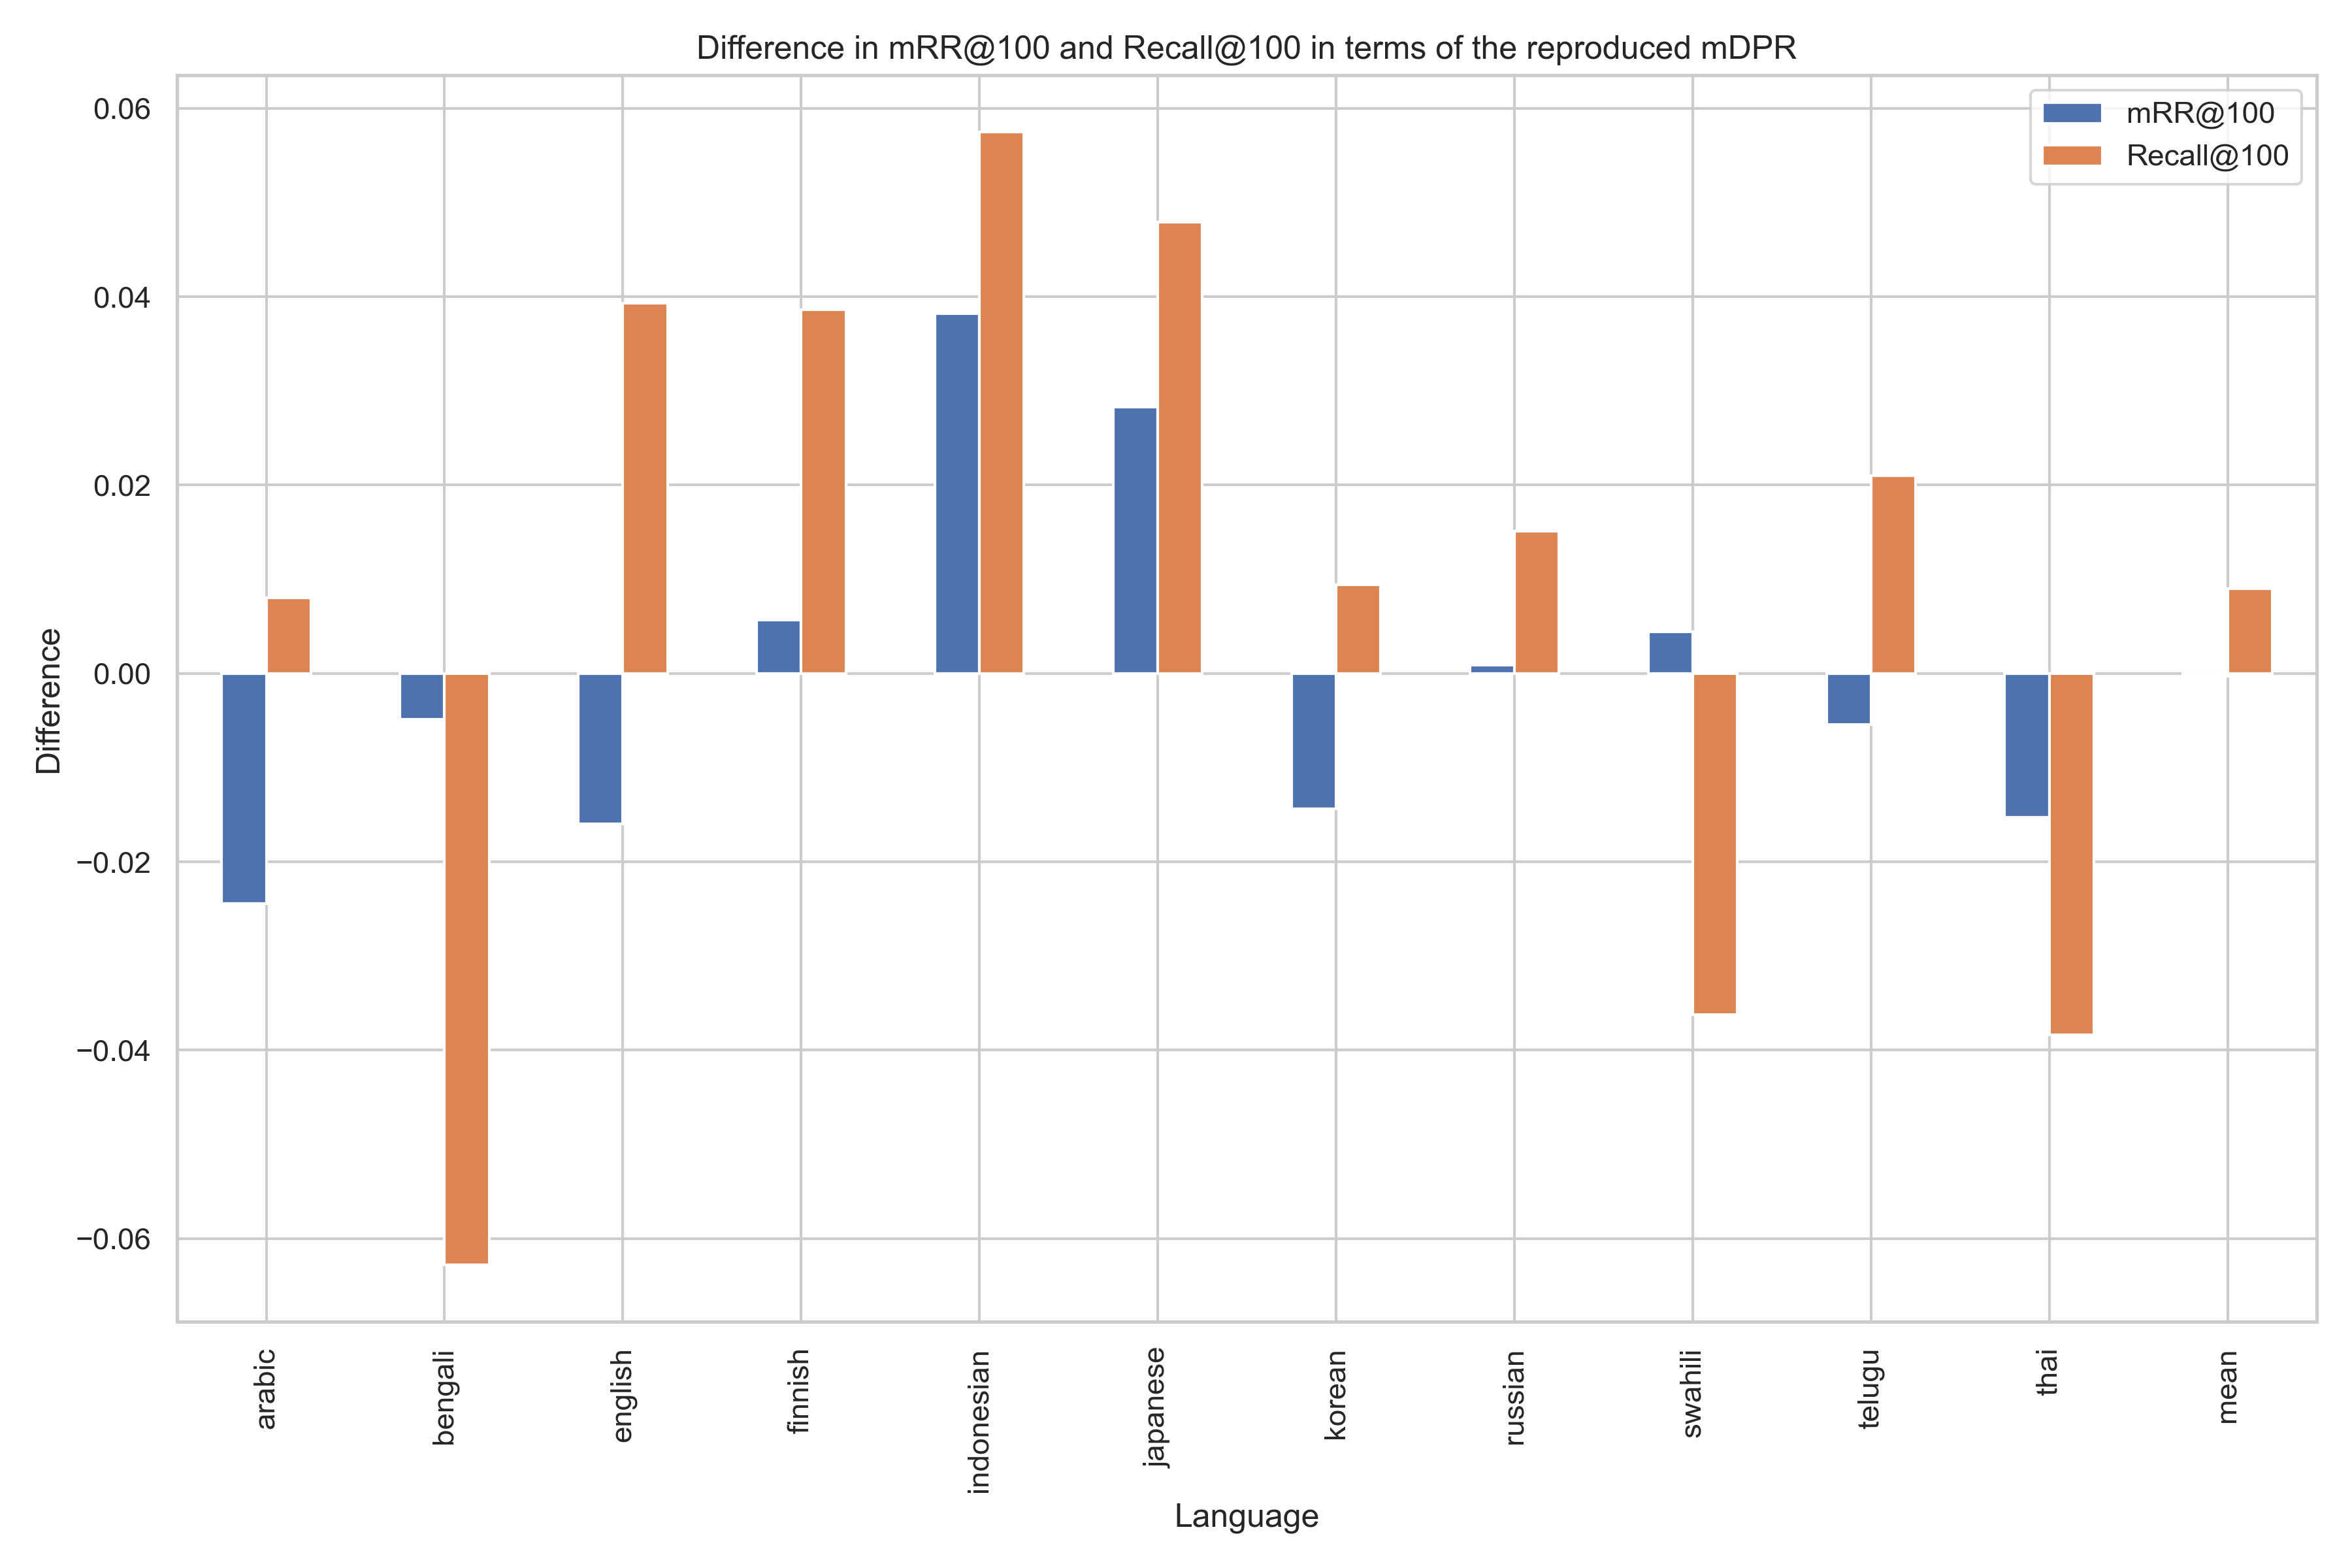 Difference in mRR@100 and Recall@100 in terms of the reproduced mDPR
mRR@100
Recall@100
0.06
0.04
0.02
0.00
−0.02
−0.04
−0.06
Difference
arabic
bengali
english
finnish
indonesian
japanese
korean
russian
swahili
telugu
thai
mean
Language